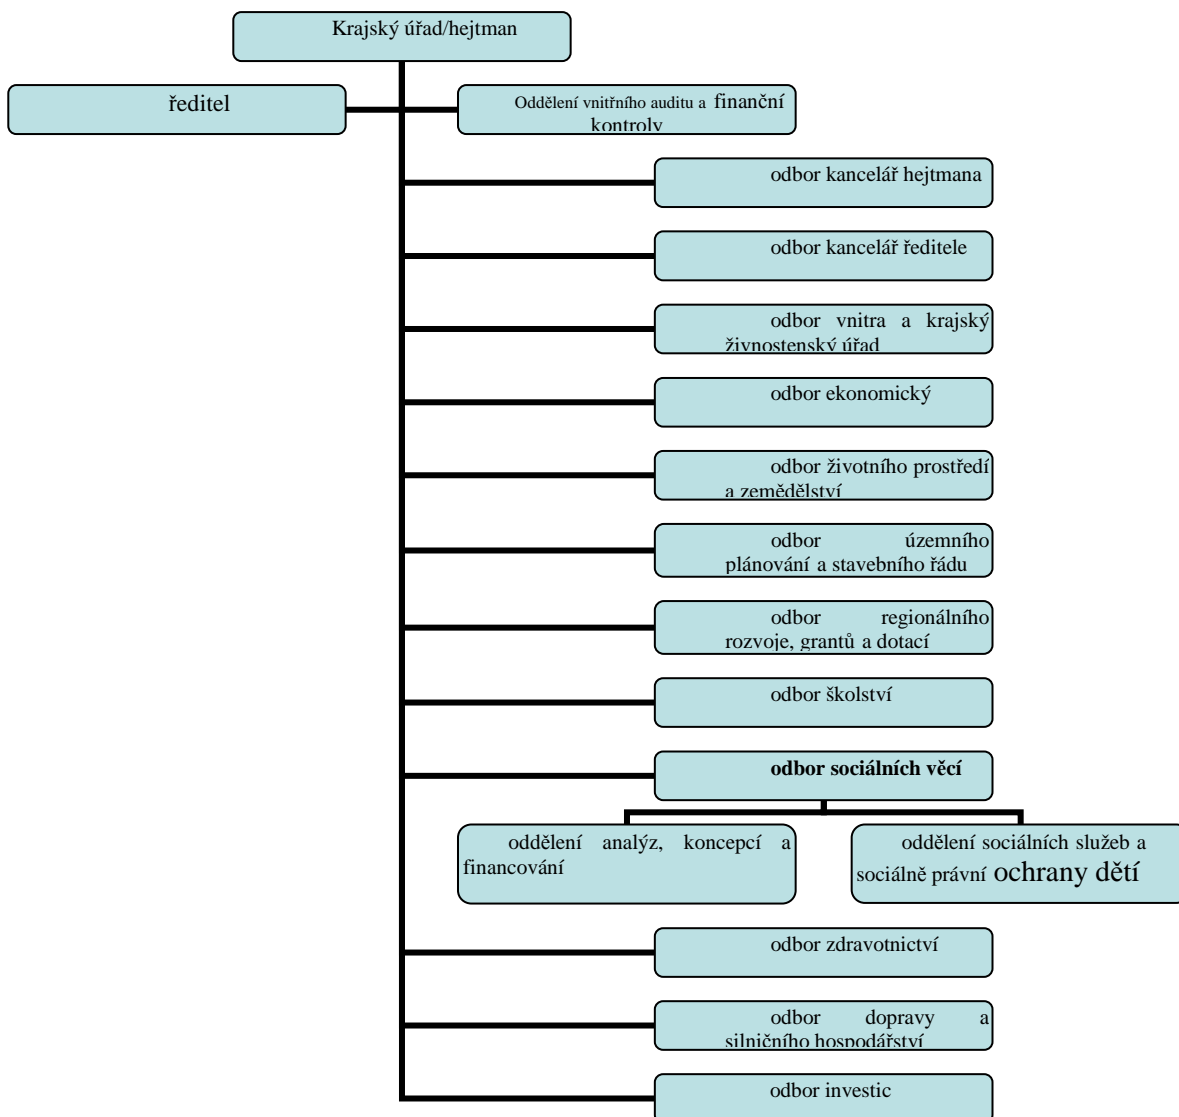 Krajský úřad/hejtman
ředitel
Oddělení vnitřního auditu a finanční
kontroly
odbor kancelář hejtmana
odbor kancelář ředitele
odbor vnitra a krajský
živnostenský úřad
odbor ekonomický
odbor životního prostředí
a zemědělství
odbor územního
plánování a stavebního řádu
odbor regionálního
rozvoje, grantů a dotací
odbor školství
odbor sociálních věcí
oddělení analýz, koncepcí a
financování
oddělení sociálních služeb a
sociálně právní ochrany dětí
odbor zdravotnictví
odbor dopravy a
silničního hospodářství
odbor investic